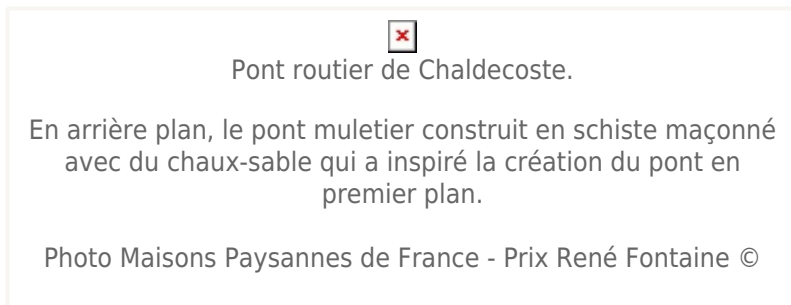 Pont routier de Chaldecoste.
En arrière plan, le pont muletier construit en schiste maçonné
avec du chaux-sable qui a inspiré la création du pont en
premier plan.
Photo Maisons Paysannes de France - Prix René Fontaine ©